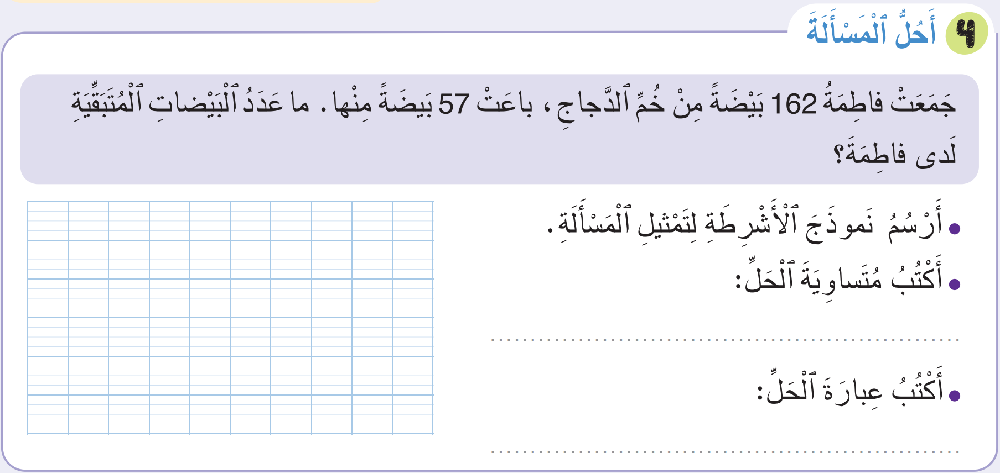 4 أَحُلُّ ٱلْمَسْأَلَةَ
جَمَعَتْ فاطِمَةُ 162 بَيْضَةً مِنْ خُمِّ ٱلدَّجاجِ، باعَتْ 57 بَيضَةً مِنْها. ما عَدَدُ ٱلْبَيْضاتِ ٱلْمُتَبَقِّيَةِ
لَدى فاطِمَةَ؟
• أَرْسُمُ نَموذَجَ ٱلْأَشْرِطَةِ لِتَمْثيلِ ٱلْمَسْأَلَةِ.
• أَكْتُبُ مُتَساوِيَةَ ٱلْحَلِّ:
• أَكْتُبُ عِبارَةَ ٱلْحَلِّ: